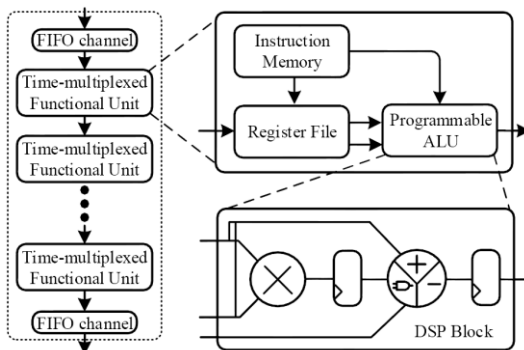 FIFO channel
Time-multiplexed
Functional Unit
Time-multiplexed
Functional Unit
Time-multiplexed
Functional Unit
FIFO channel
Instruction
Memory
Register File
Programmable
ALU
DSP Block